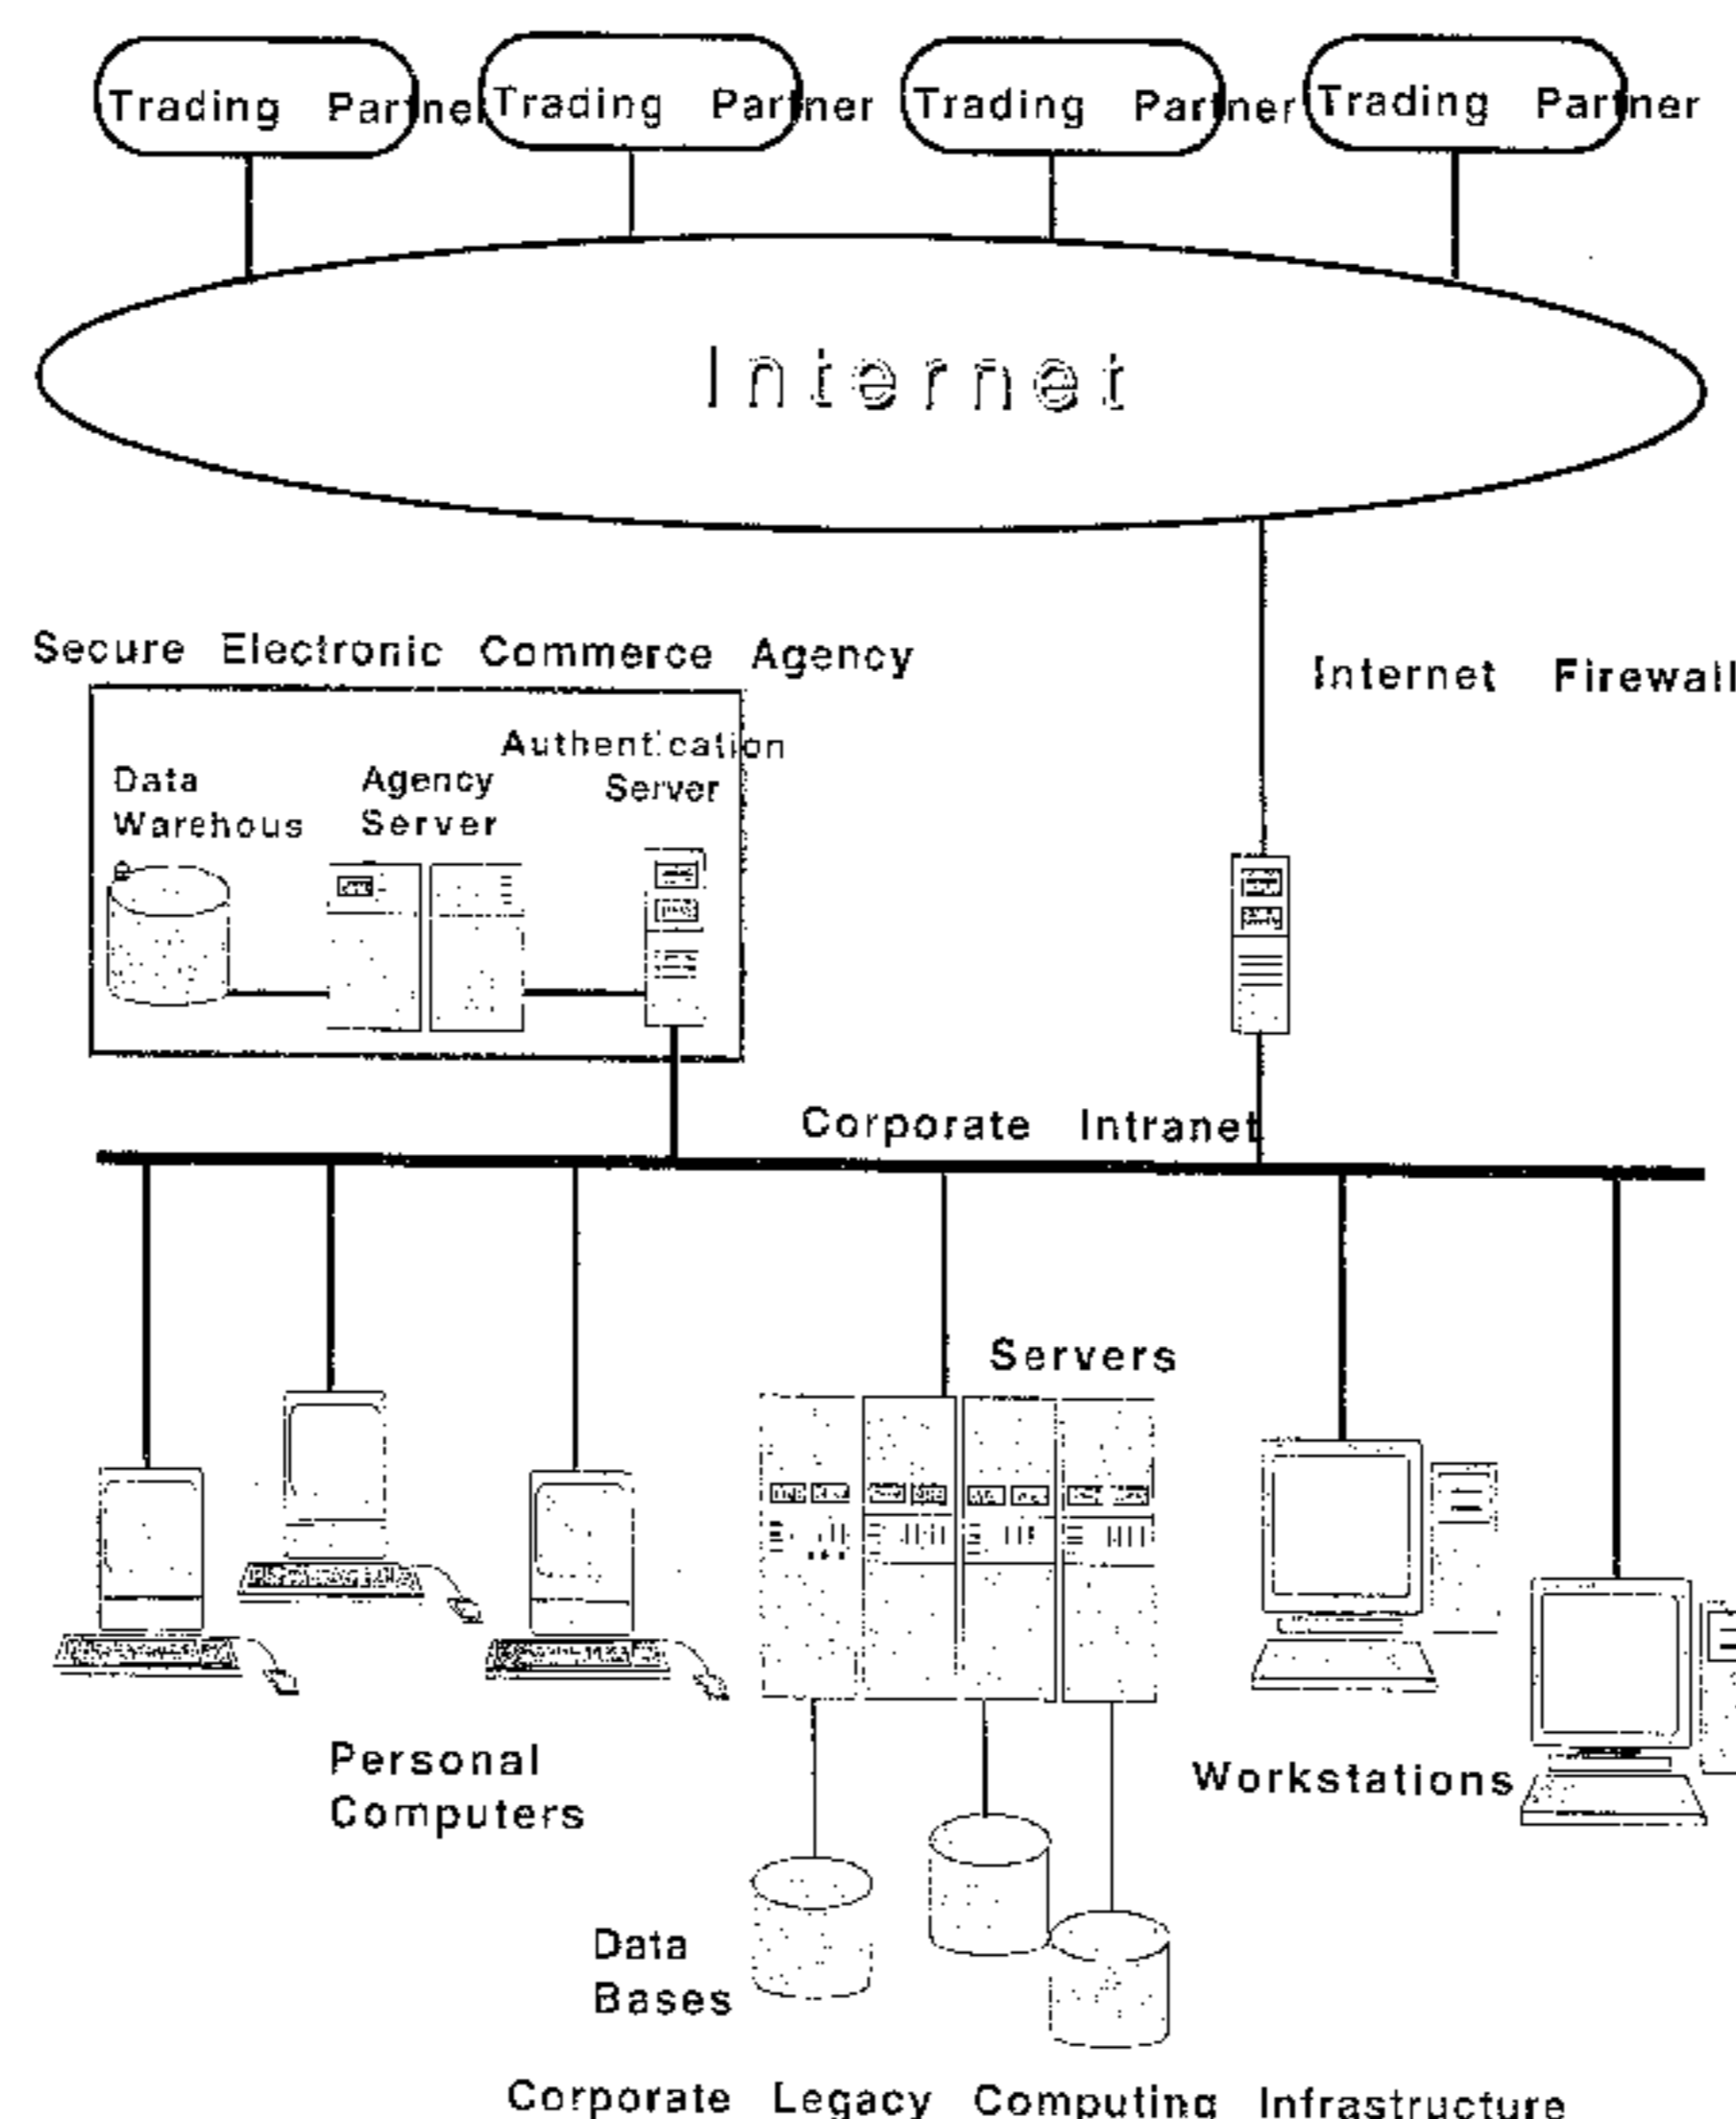 Trading Partner
Trading Partner
Trading Partner
Trading Partner
Internet
Secure Electronic Commerce Agency
Internet Firewall
Authentication
Server
Data
Warehouse
Agency
Server
Corporate Intranet
Servers
Personal
Computers
Workstations
Data
Bases
Corporate Legacy Computing Infrastructure